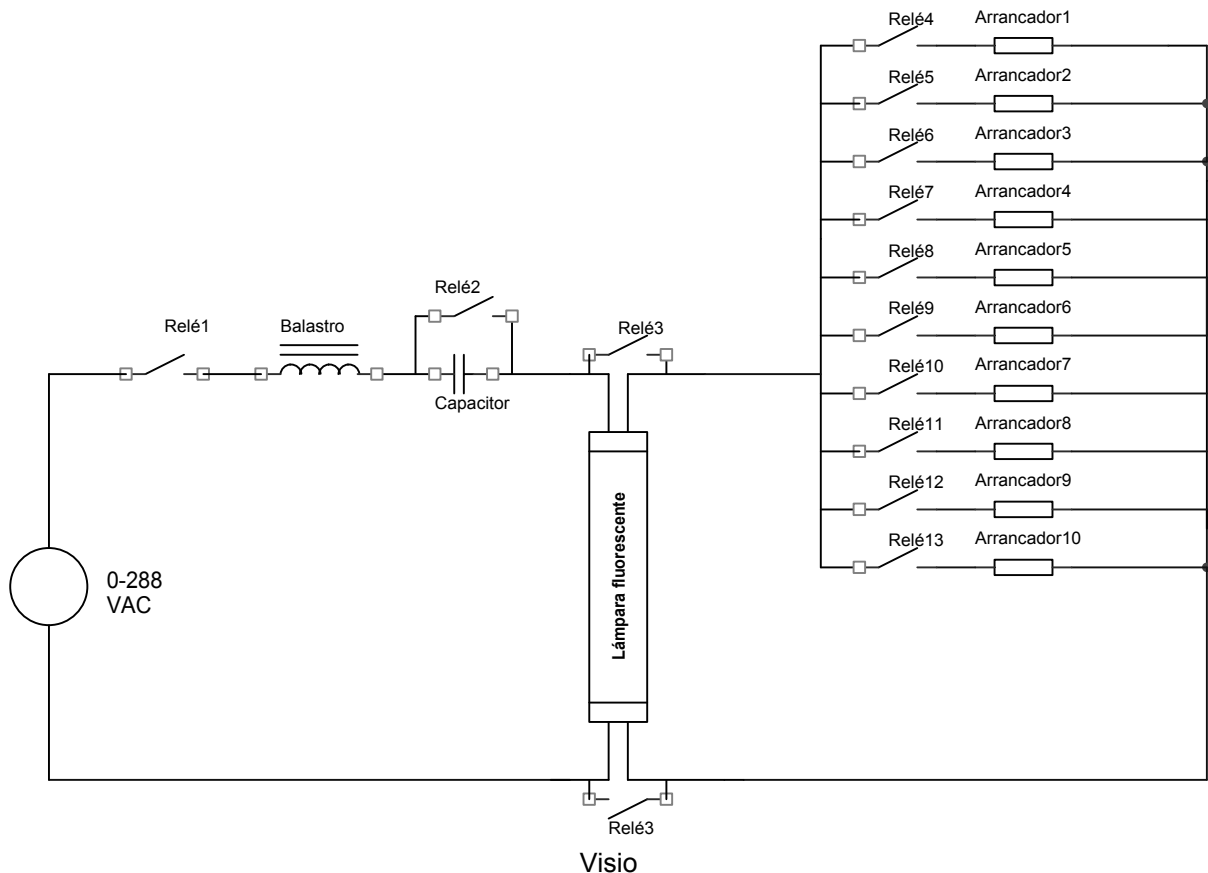 Relé4
Arrancador1
Relé5
Arrancador2
Relé6
Arrancador3
Relé7
Arrancador4
Relé8
Arrancador5
Relé9
Arrancador6
Relé10
Arrancador7
Relé11
Arrancador8
Relé12
Arrancador9
Relé13
Arrancador10
Relé1
Balastro
Relé2
Capacitor
Relé3
0-288
VAC
Lámpara fluorescente
Relé3
Visio